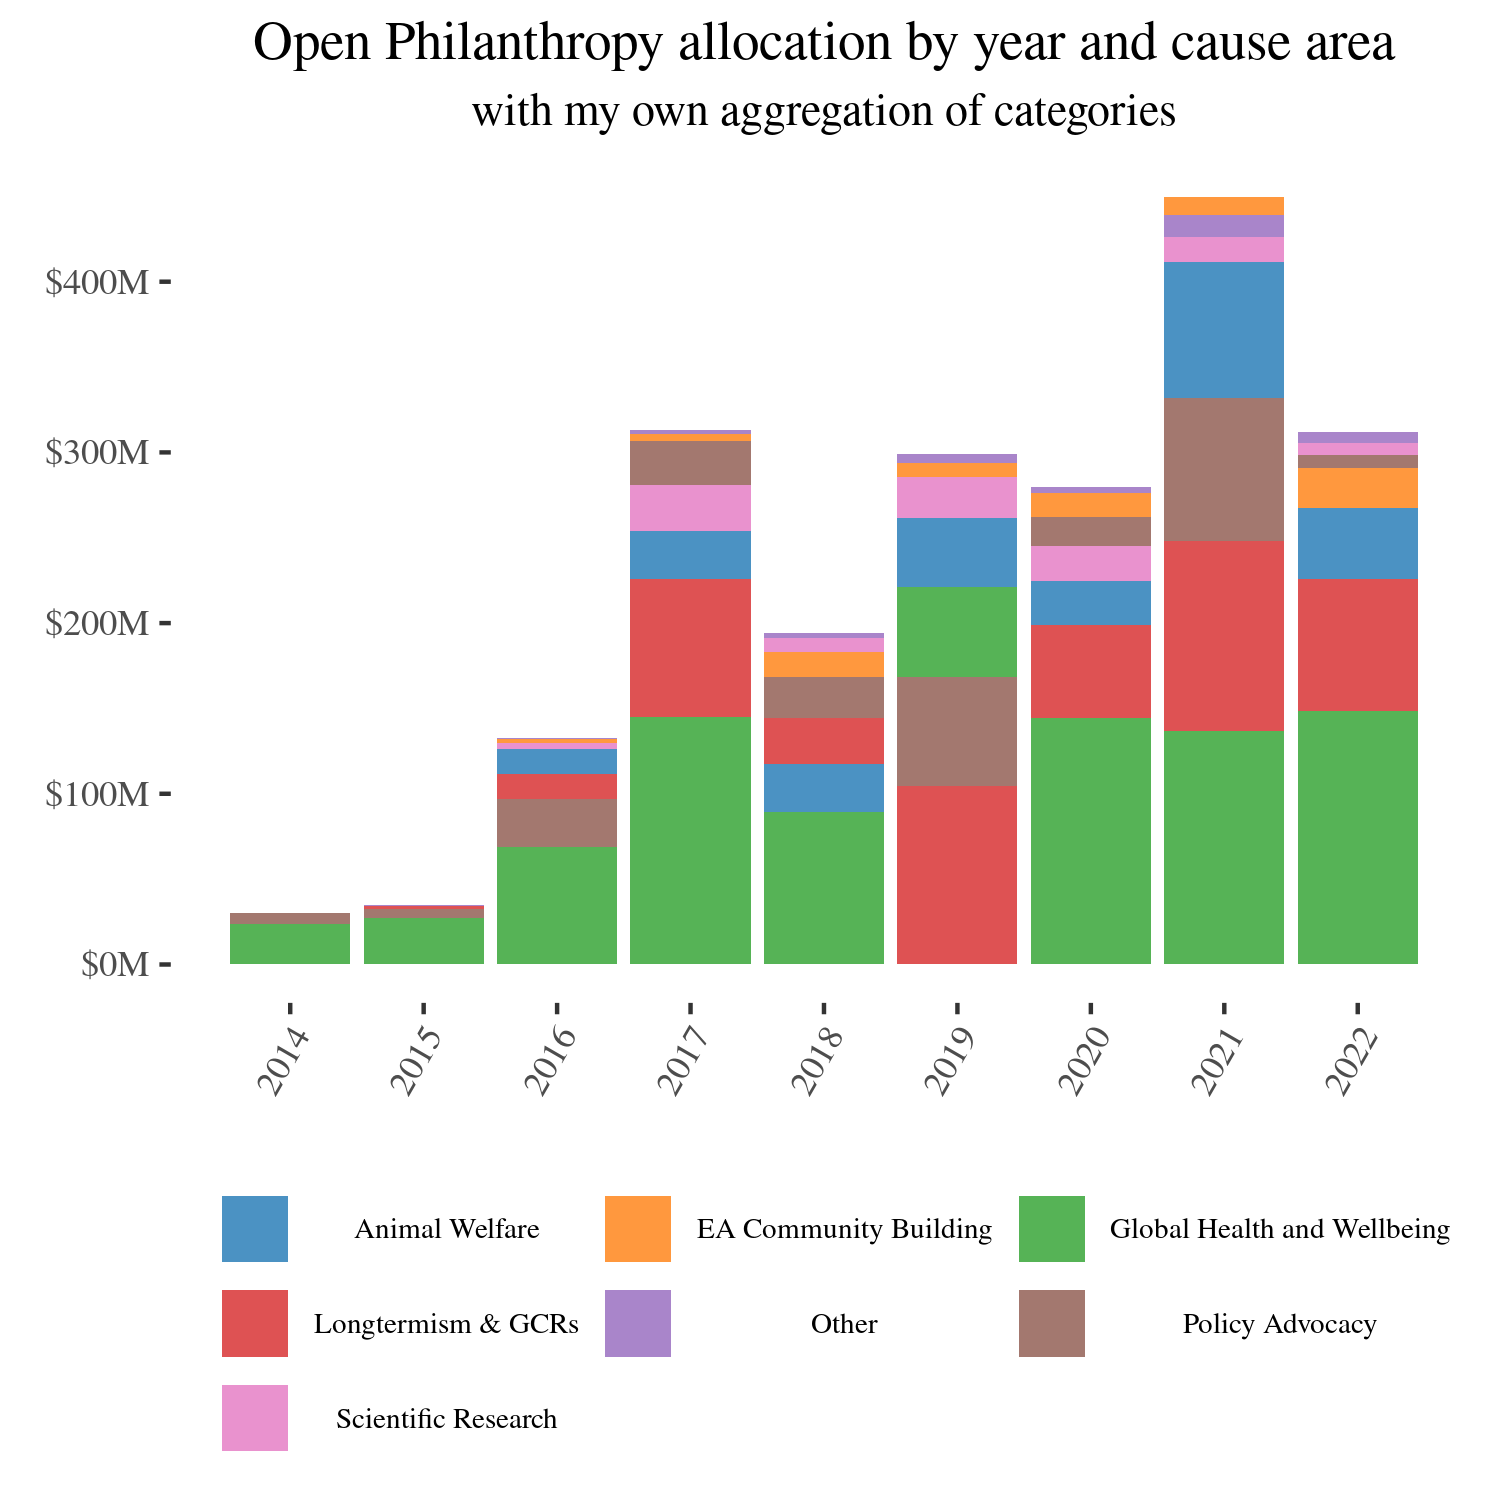 Open Philanthropy allocation by year and cause area
with my own aggregation of categories
$400M
$300M
$200M
$100M
$0M
2014
2015
2016
2017
2018
2019
2020
2021
2022
Animal Welfare
EA Community Building
Global Health and Wellbeing
Longtermism & GCRs
Other
Policy Advocacy
Scientific Research